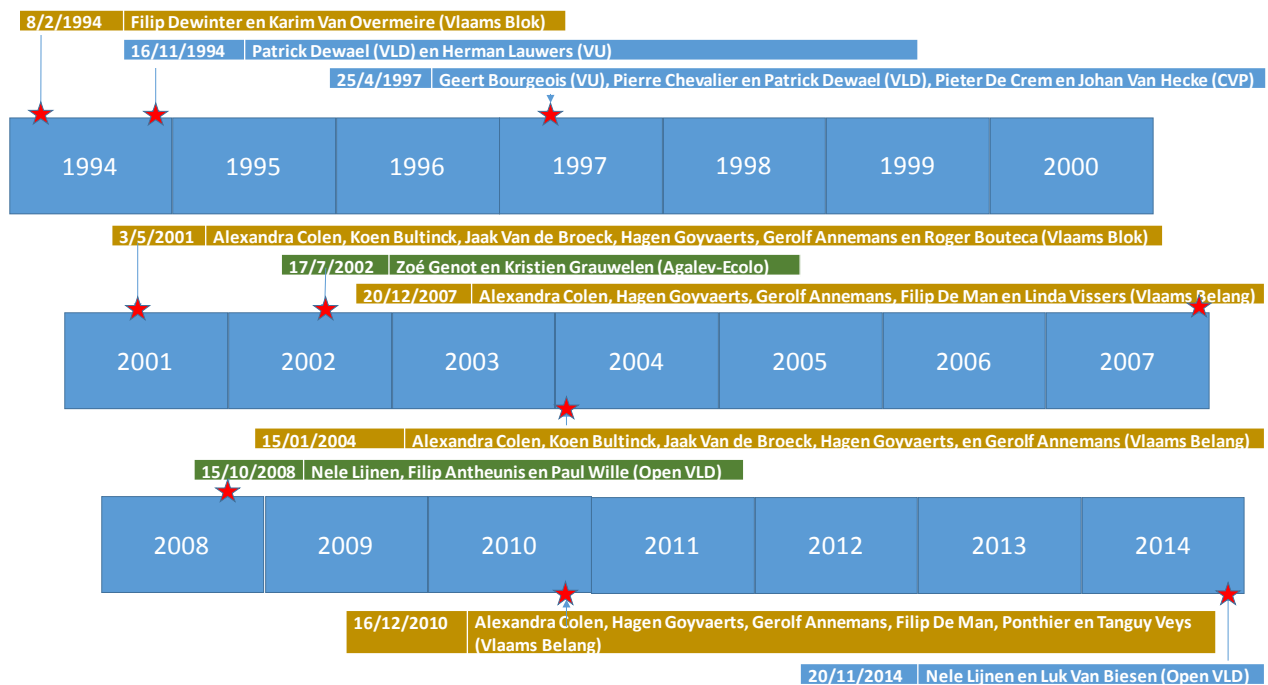 8/2/1994 Filip Dewinter en Karim Van Overmeire (Vlaams Blok)
16/11/1994 Patrick Dewael (VLD) en Herman Lauwers (VU)
25/4/1997 Geert Bourgeois (VU), Pierre Chevalier en Patrick Dewael (VLD), Pieter De Crem en Johan Van Hecke (CVP)
1994 1995 1996 1997 1998 1999 2000
3/5/2001 Alexandra Colen, Koen Bultinck, Jaak Van de Broeck, Hagen Goyvaerts, Gerolf Annemans en Roger Bouteca (Vlaams Blok)
17/7/2002 Zoé Genot en Kristien Grauwelen (Agalev-Ecolo)
20/12/2007 Alexandra Colen, Hagen Goyvaerts, Gerolf Annemans, Filip De Man en Linda Vissers (Vlaams Belang)
2001 2002 2003 2004 2005 2006 2007
15/01/2004 Alexandra Colen, Koen Bultinck, Jaak Van de Broeck, Hagen Goyvaerts, en Gerolf Annemans (Vlaams Belang)
15/10/2008 Nele Lijnen, Filip Antheunis en Paul Wille (Open VLD)
2008 2009 2010 2011 2012 2013 2014
16/12/2010 Alexandra Colen, Hagen Goyvaerts, Gerolf Annemans, Filip De Man, Ponthier en Tanguy Veys
(Vlaams Belang)
20/11/2014 Nele Lijnen en Luk Van Biesen (Open VLD)